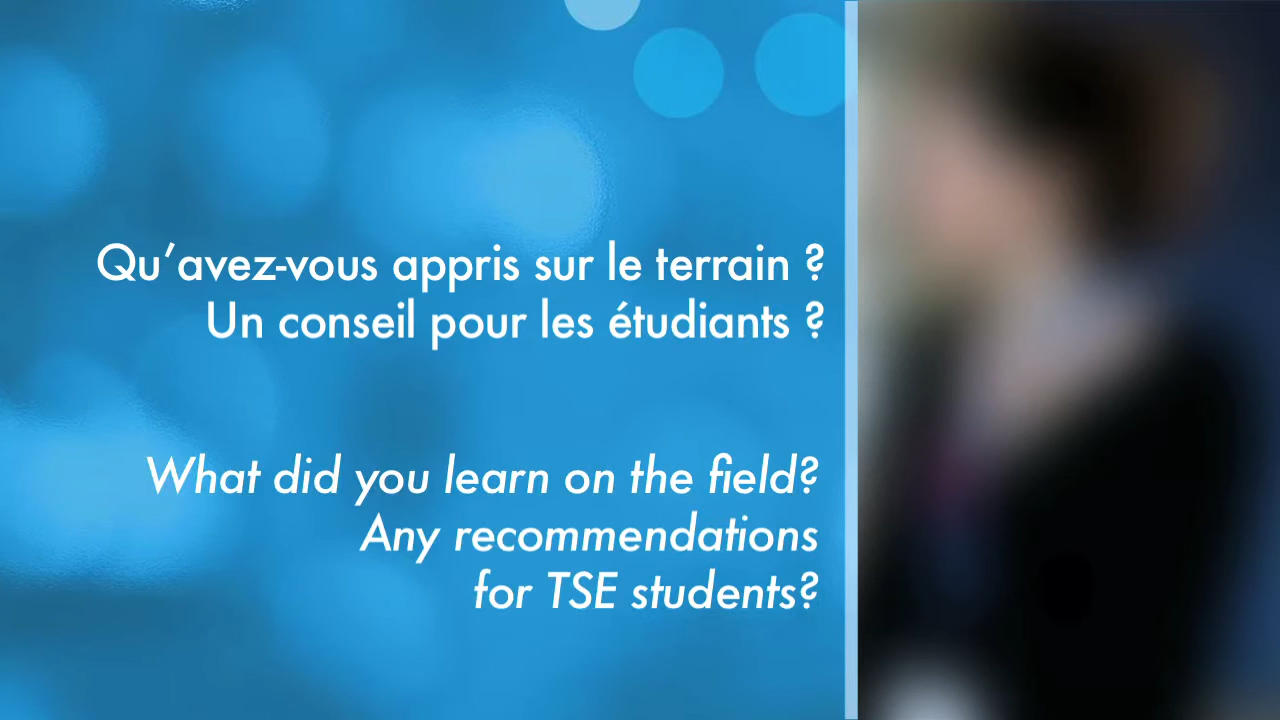 Qu’avez-vous appris sur le terrain ?
Un conseil pour les étudiants ?
What did you learn on the field?
Any recommendations
for TSE students?